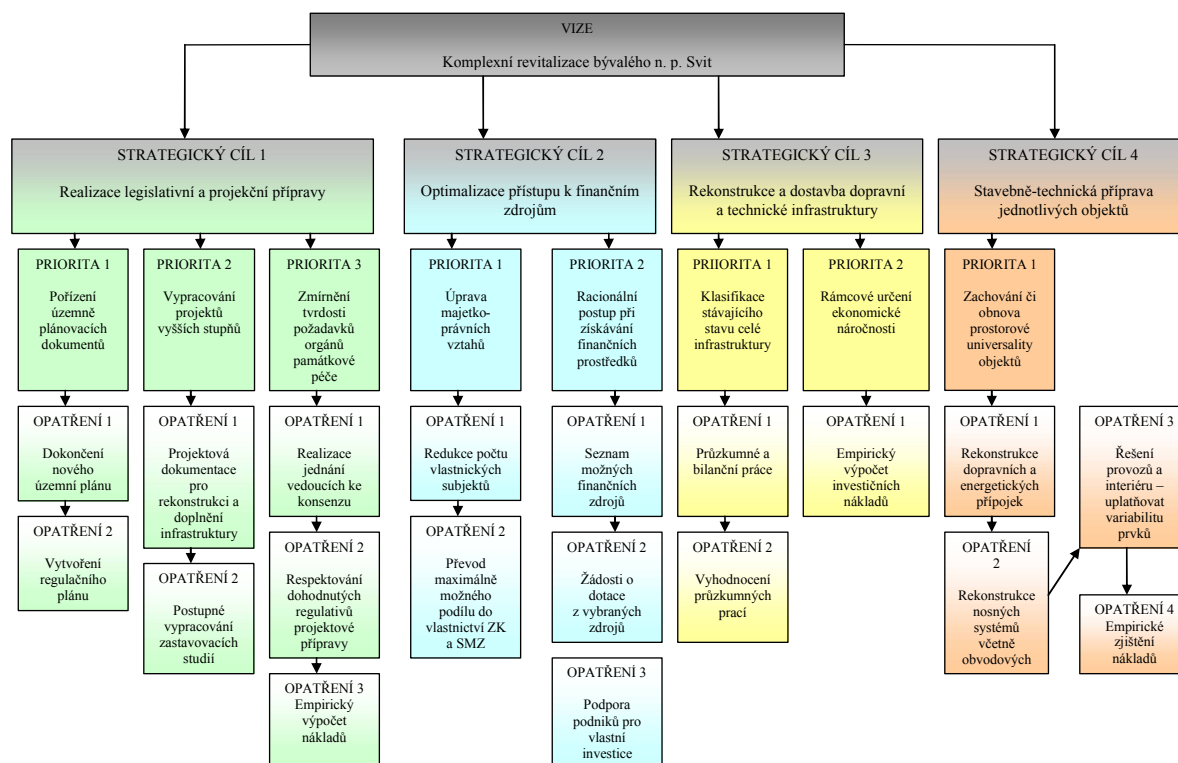 VIZE
Komplexní revitalizace bývalého n. p. Svit
STRATEGICKÝ CÍL 1
Realizace legislativní a projekční přípravy
STRATEGICKÝ CÍL 2
Optimalizace přístupu k finančním
zdrojům
STRATEGICKÝ CÍL 3
Rekonstrukce a dostavba dopravní
a technické infrastruktury
STRATEGICKÝ CÍL 4
Stavebně-technická příprava
jednotlivých objektů
PRIORITA 1
Pořízení
územně
plánovacích
dokumentů
PRIORITA 2
Vypracování
projektů
vyšších stupňů
PRIORITA 3
Zmírnění
tvrdosti
požadavků
orgánů
památkové
péče
PRIORITA 1
Úprava
majetko-
právních
vztahů
PRIORITA 2
Racionální
postup při
získávání
finančních
prostředků
PRIIORITA 1
Klasifikace
stávajícího
stavu celé
infrastruktury
PRIORITA 2
Rámcové určení
ekonomické
náročnosti
PRIORITA 1
Zachování či
obnova
prostorové
universality
objektů
OPATŘENÍ 1
Dokončení
nového
územní plánu
OPATŘENÍ 1
Projektová
dokumentace
pro
rekonstrukci a
doplnění
infrastruktury
OPATŘENÍ 1
Realizace
jednání
vedoucích ke
konsenzu
OPATŘENÍ 1
Redukce počtu
vlastnických
subjektů
OPATŘENÍ 1
Seznam
možných
finančních
zdrojů
OPATŘENÍ 1
Průzkumné
a bilanční práce
OPATŘENÍ 1
Empirický
výpočet
investičních
nákladů
OPATŘENÍ 1
Rekonstrukce
dopravních a
energetických
přípojek
OPATŘENÍ 3
Řešení
provozů a
interiéru –
uplatňovat
variabilitu
prvků
OPATŘENÍ 2
Vytvoření
regulačního
plánu
OPATŘENÍ 2
Postupné
vypracování
zastavovacích
studií
OPATŘENÍ 2
Respektování
dohodnutých
regulativů
projektové
přípravy
OPATŘENÍ 2
Převod
maximálně
možného
podílu do
vlastnictví ZK
a SMZ
OPATŘENÍ 2
Žádosti o
dotace
z vybraných
zdrojů
OPATŘENÍ 2
Vyhodnocení
průzkumných
prací
OPATŘENÍ
2
Rekonstrukce
nosných
systémů
včetně
obvodových
OPATŘENÍ 4
Empirické
zjištění
nákladů
OPATŘENÍ 3
Empirický
výpočet
nákladů
OPATŘENÍ 3
Podpora
podniků pro
vlastní
investice